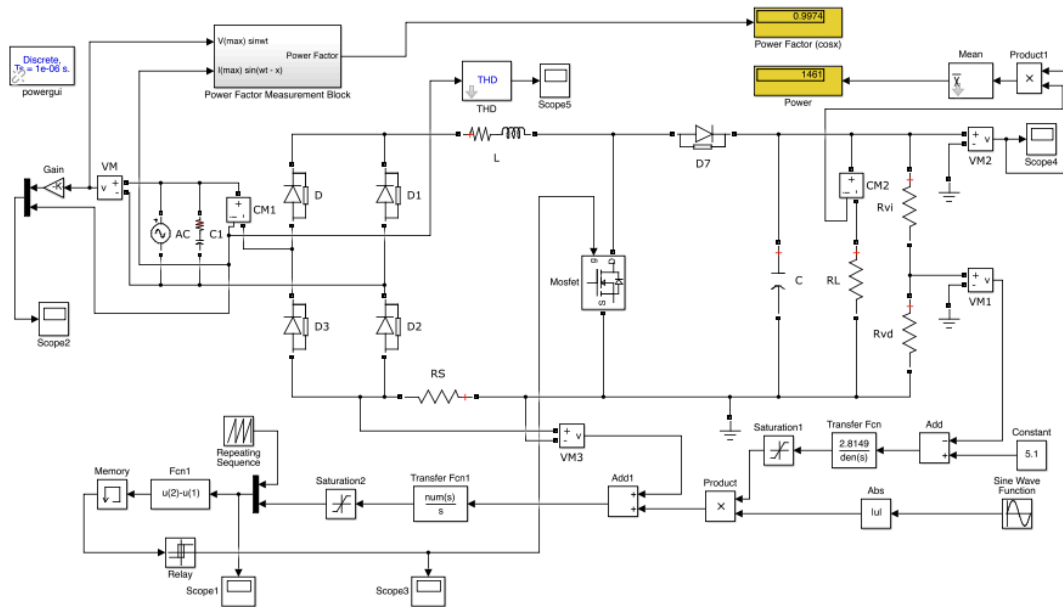 Discrete,
Ts = 1e-06 s.
powergui
V(max) sinwt
Power Factor
I(max) sin(wt - x)
Power Factor Measurement Block
THD
THD
Scope5
0.9974
Power Factor (cosx)
1461
Power
Mean
Product1
×
Gain
-K-
VM
v
+
-
AC
C1
CM1
+
-
i
D
D1
D3
D2
L
D7
Mosfet
g
D
S
C
CM2
+
-
i
RL
Rvi
Rvd
VM2
+
-
v
Scope4
VM1
+
-
v
Scope2
RS
VM3
+
-
v
Repeating
Sequence
Memory
Fcn1
u(2)-u(1)
Saturation2
Transfer Fcn1
num(s)
s
Add1
+
+
Product
×
Saturation1
Transfer Fcn
2.8149
den(s)
Add
−
+
Constant
5.1
Abs
|u|
Sine Wave
Function
Relay
Scope1
Scope3